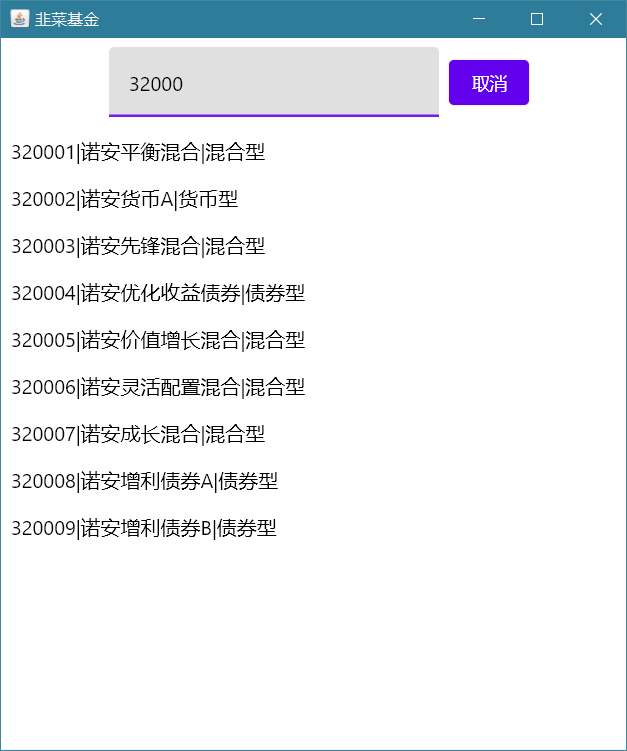 韭菜基金
32000
取消
320001|诺安平衡混合|混合型
320002|诺安货币A|货币型
320003|诺安先锋混合|混合型
320004|诺安优化收益债券|债券型
320005|诺安价值增长混合|混合型
320006|诺安灵活配置混合|混合型
320007|诺安成长混合|混合型
320008|诺安增利债券A|债券型
320009|诺安增利债券B|债券型